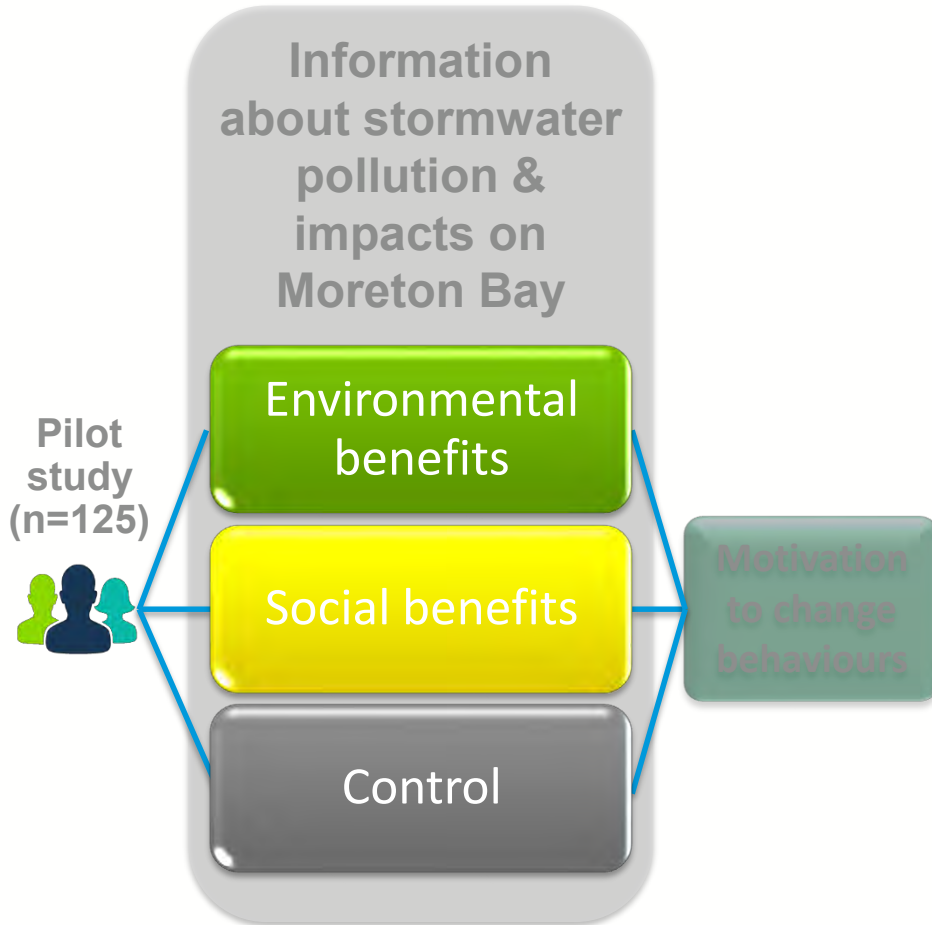 Information
about stormwater
pollution &
impacts on
Moreton Bay
Environmental
benefits
Pilot
study
(n=125)
Social benefits
Motivation
to change
behaviours
Control